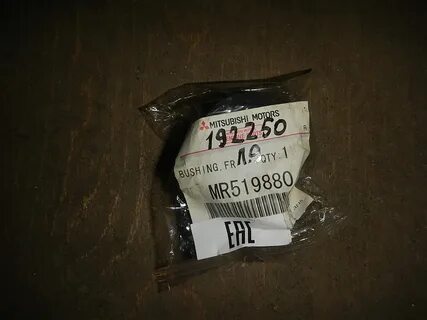 MITSUBISHI MOTORS
192250
BUSHING, FR QTY. 1
MR519880
EAC